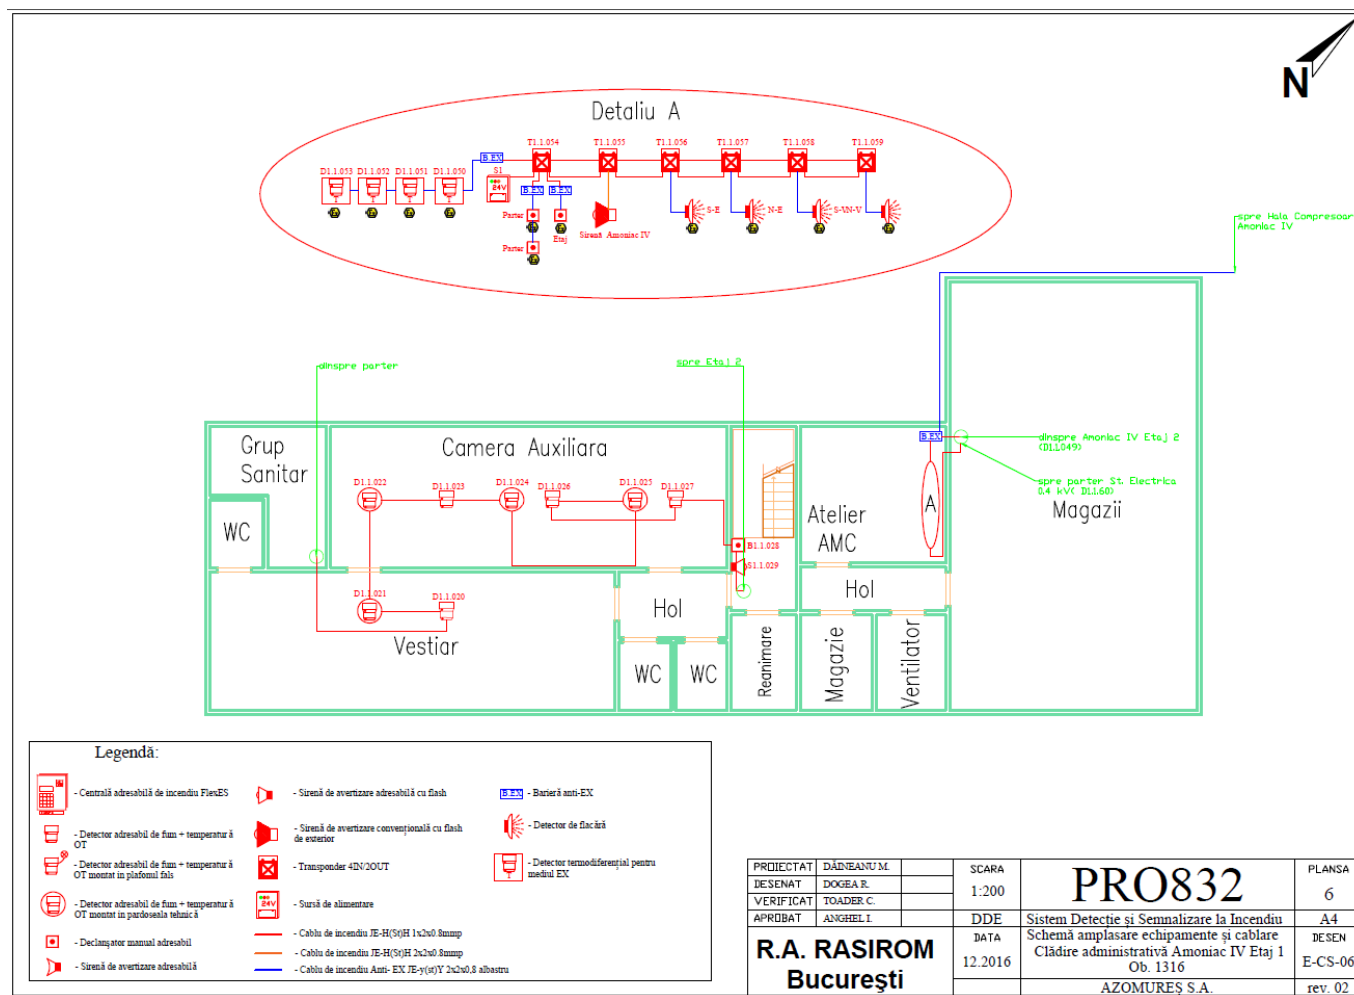 N
Detaliu A
T1.1.054 T1.1.055 T1.1.056 T1.1.057 T1.1.058 T1.1.059
B.EX
D1.1.053 D1.1.052 D1.1.051 D1.1.050
S1
24V
B.EX B.EX
Parter
Etaj
Parter
Sirenă Amoniac IV
S-E
N-E
S-V
N-V
spre Hala Compresoare
Amoniac IV
dinspre parter
spre Etaj 2
Grup
Sanitar
Camera Auxiliara
B.EX
dinspre Amoniac IV Etaj 2
(D1.1.049)
spre parter St. Electrica
0.4 kV( D1.1.60)
Magazii
D1.1.022 D1.1.023 D1.1.024 D1.1.026 D1.1.025 D1.1.027
A
WC
Atelier
AMC
B1.1.028
S1.1.029
D1.1.021 D1.1.020
Hol
Hol
Vestiar
WC WC
Reanimare
Magazie
Ventilator
Legendă:
- Centrală adresabilă de incendiu FlexES
- Detector adresabil de fum + temperatură
OT
- Detector adresabil de fum + temperatură
OT montat in plafonul fals
- Detector adresabil de fum + temperatură
OT montat in pardoseala tehnică
- Declanşator manual adresabil
- Sirenă de avertizare adresabilă
- Sirenă de avertizare adresabilă cu flash
- Sirenă de avertizare convenţională cu flash
de exterior
- Transponder 4IN/2OUT
24V
- Sursă de alimentare
- Cablu de incendiu JE-H(St)H 1x2x0.8mmp
- Cablu de incendiu JE-H(St)H 2x2x0.8mmp
- Cablu de incendiu Anti- EX JE-y(st)Y 2x2x0,8 albastru
B.EX - Barieră anti-EX
- Detector de flacără
- Detector termodiferenţial pentru
mediul EX
PROIECTAT DĂINEANU M.
DESENAT DOGEA R.
VERIFICAT TOADER C.
APROBAT ANGHEL I.
R.A. RASIROM
Bucureşti
SCARA
1:200
DDE
DATA
12.2016
PRO832
Sistem Detecţie şi Semnalizare la Incendiu
Schemă amplasare echipamente şi cablare
Clădire administrativă Amoniac IV Etaj 1
Ob. 1316
AZOMUREŞ S.A.
PLANSA
6
A4
DESEN
E-CS-06
rev. 02